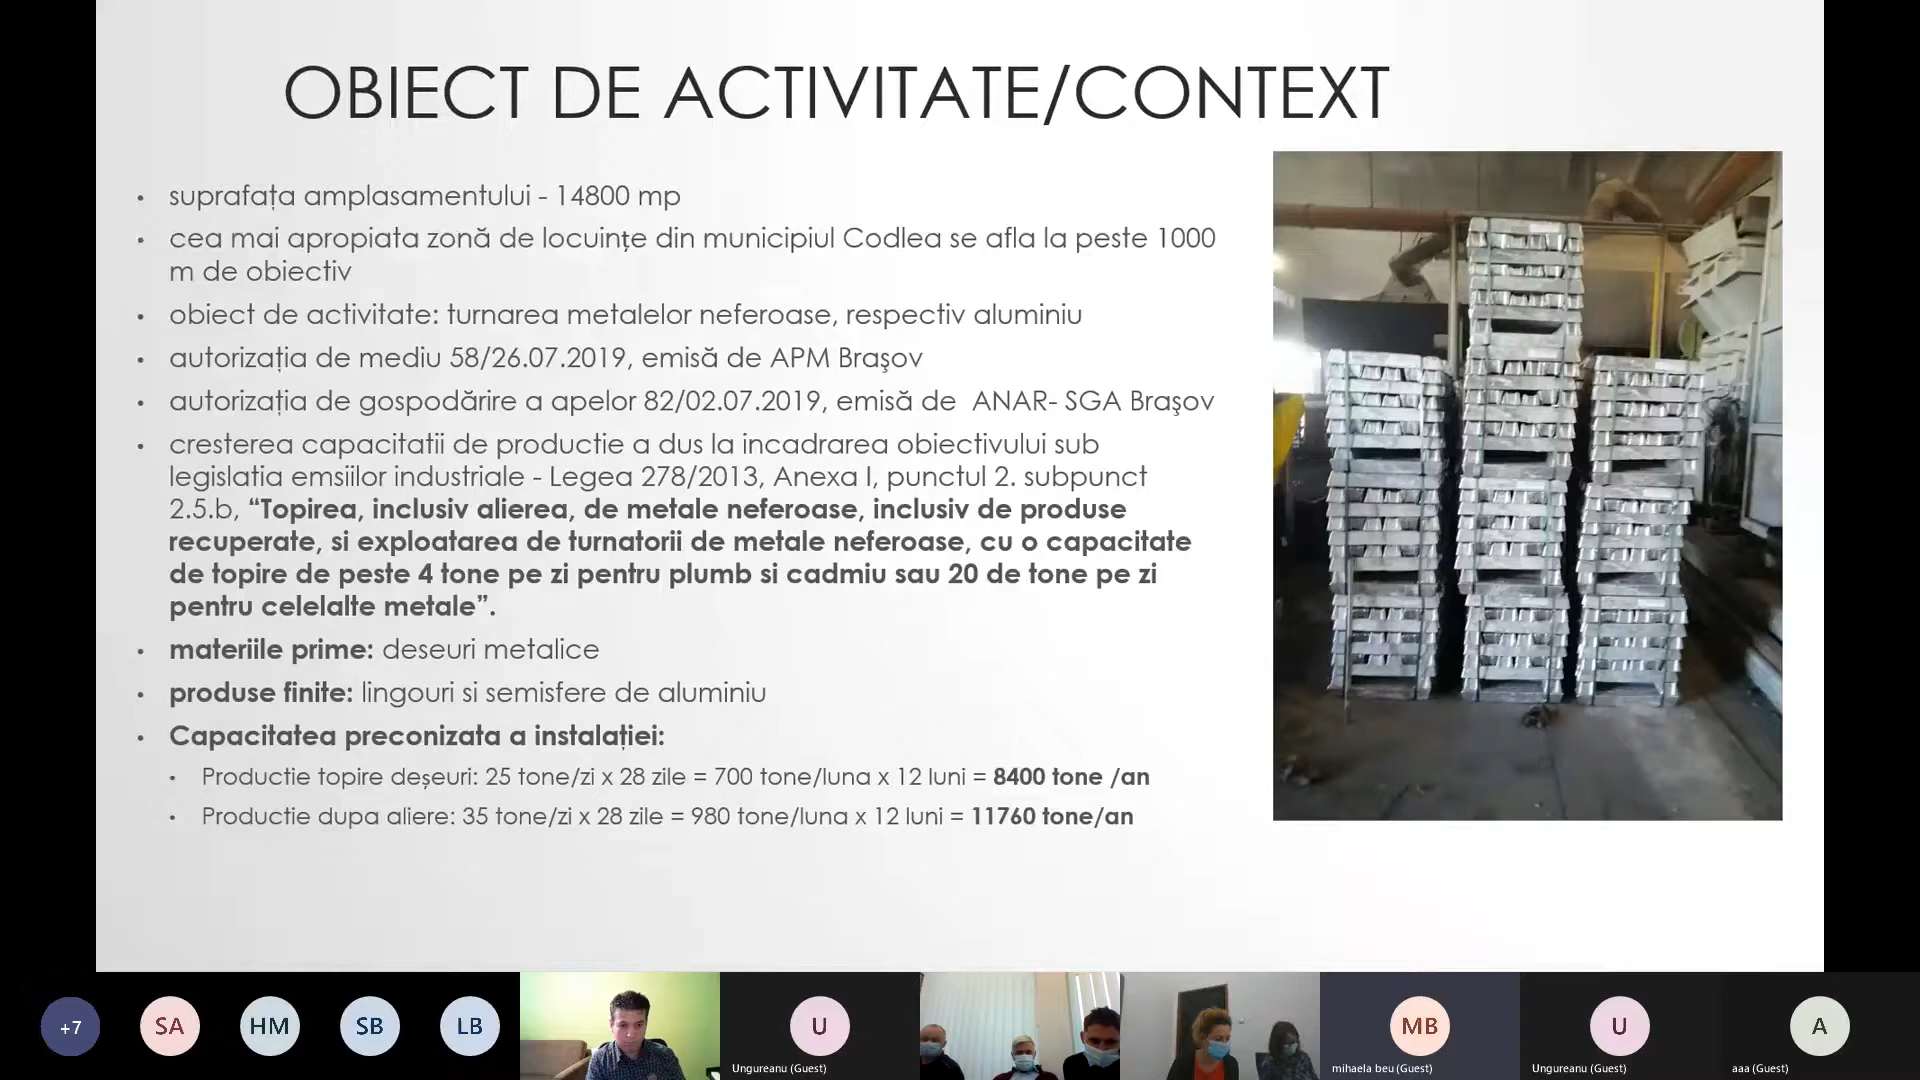 OBIECT DE ACTIVITATE/CONTEXT
• suprafața amplasamentului - 14800 mp
• cea mai apropiata zonă de locuințe din municipiul Codlea se afla la peste 1000
m de obiectiv
• obiect de activitate: turnarea metalelor neferoase, respectiv aluminiu
• autorizația de mediu 58/26.07.2019, emisă de APM Braşov
• autorizația de gospodărire a apelor 82/02.07.2019, emisă de ANAR- SGA Braşov
• cresterea capacitatii de productie a dus la incadrarea obiectivului sub
legislatia emsiilor industriale - Legea 278/2013, Anexa I, punctul 2. subpunct
2.5.b, “Topirea, inclusiv alierea, de metale neferoase, inclusiv de produse
recuperate, si exploatarea de turnatorii de metale neferoase, cu o capacitate
de topire de peste 4 tone pe zi pentru plumb si cadmiu sau 20 de tone pe zi
pentru celelalte metale”.
• materiile prime: deseuri metalice
• produse finite: lingouri si semisfere de aluminiu
• Capacitatea preconizata a instalației:
• Productie topire deșeuri: 25 tone/zi x 28 zile = 700 tone/luna x 12 luni = 8400 tone /an
• Productie dupa aliere: 35 tone/zi x 28 zile = 980 tone/luna x 12 luni = 11760 tone/an
+7 SA HM SB LB U MB U A
Ungureanu (Guest) mihaela beu (Guest) Ungureanu (Guest) aaa (Guest)